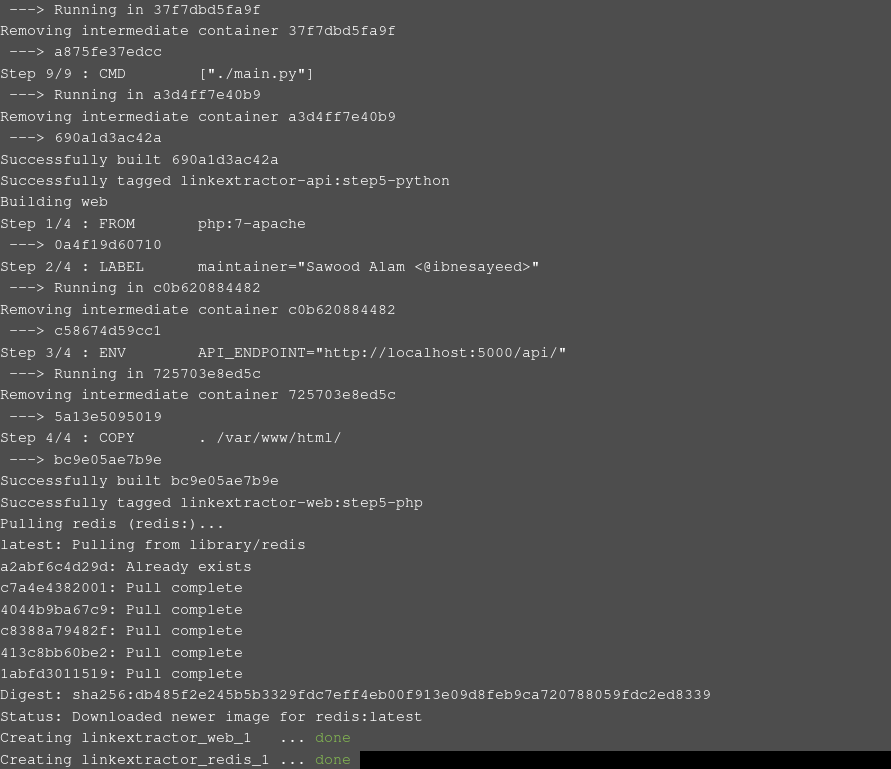 ---> Running in 37f7dbd5fa9f
Removing intermediate container 37f7dbd5fa9f
---> a875fe37edcc
Step 9/9 : CMD        ["./main.py"]
---> Running in a3d4ff7e40b9
Removing intermediate container a3d4ff7e40b9
---> 690a1d3ac42a
Successfully built 690a1d3ac42a
Successfully tagged linkextractor-api:step5-python
Building web
Step 1/4 : FROM       php:7-apache
---> 0a4f19d60710
Step 2/4 : LABEL      maintainer="Sawood Alam <@ibnesayeed>"
---> Running in c0b620884482
Removing intermediate container c0b620884482
---> c58674d59cc1
Step 3/4 : ENV        API_ENDPOINT="http://localhost:5000/api/"
---> Running in 725703e8ed5c
Removing intermediate container 725703e8ed5c
---> 5a13e5095019
Step 4/4 : COPY       . /var/www/html/
---> bc9e05ae7b9e
Successfully built bc9e05ae7b9e
Successfully tagged linkextractor-web:step5-php
Pulling redis (redis:)...
latest: Pulling from library/redis
a2abf6c4d29d: Already exists
c7a4e4382001: Pull complete
4044b9ba67c9: Pull complete
c8388a79482f: Pull complete
413c8bb60be2: Pull complete
1abfd3011519: Pull complete
Digest: sha256:db485f2e245b5b3329fdc7eff4eb00f913e09d8feb9ca720788059fdc2ed8339
Status: Downloaded newer image for redis:latest
Creating linkextractor_web_1   ... done
Creating linkextractor_redis_1 ... done